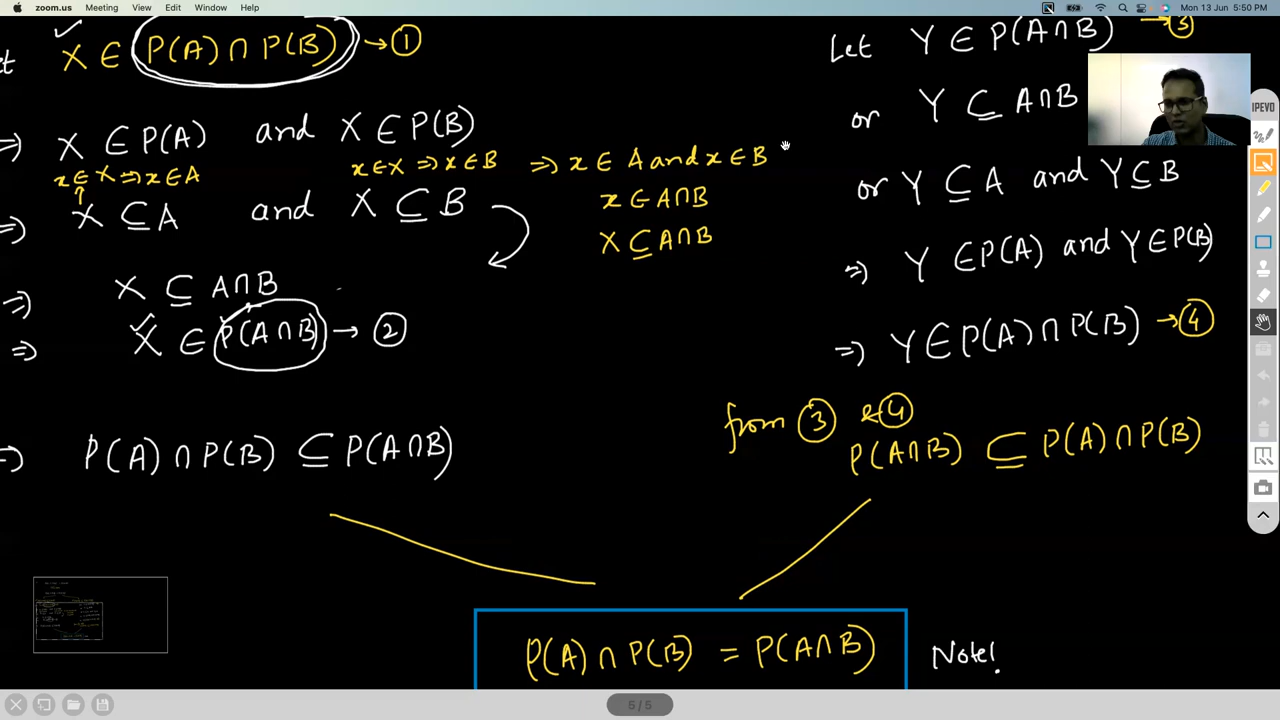 zoom.us Meeting View Edit Window Help
Mon 13 Jun 5:50 PM
X ∈ P(A) ∩ P(B) → ①
⇒ X ∈ P(A) and X ∈ P(B)
x ∈ X ⇒ x ∈ A x ∈ X ⇒ x ∈ B ⇒ x ∈ A and x ∈ B
⇒ X ⊆ A and X ⊆ B
x ∈ A∩B
X ⊆ A∩B
⇒ X ⊆ A∩B
⇒ X ∈ P(A∩B) → ②
⇒ P(A) ∩ P(B) ⊆ P(A∩B)
Let Y ∈ P(A∩B) → ③
or Y ⊆ A∩B
or Y ⊆ A and Y ⊆ B
⇒ Y ∈ P(A) and Y ∈ P(B)
⇒ Y ∈ P(A) ∩ P(B) → ④
from ③ & ④
P(A∩B) ⊆ P(A) ∩ P(B)
P(A) ∩ P(B) = P(A∩B) Note!
IPEVO
5 / 5